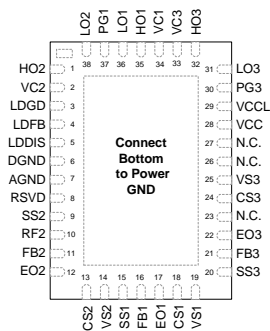 LO2 PG1 LO1 HO1 VC1 VC3 HO3
38 37 36 35 34 33 32
HO2 1 31 LO3
VC2 2 30 PG3
LDGD 3 29 VCCL
LDFB 4 28 VCC
LDDIS 5 27 N.C.
DGND 6 26 N.C.
AGND 7 25 VS3
RSVD 8 24 CS3
SS2 9 23 N.C.
RF2 10 22 EO3
FB2 11 21 FB3
EO2 12 20 SS3
Connect
Bottom
to Power
GND
13 14 15 16 17 18 19
CS2 VS2 SS1 FB1 EO1 CS1 VS1